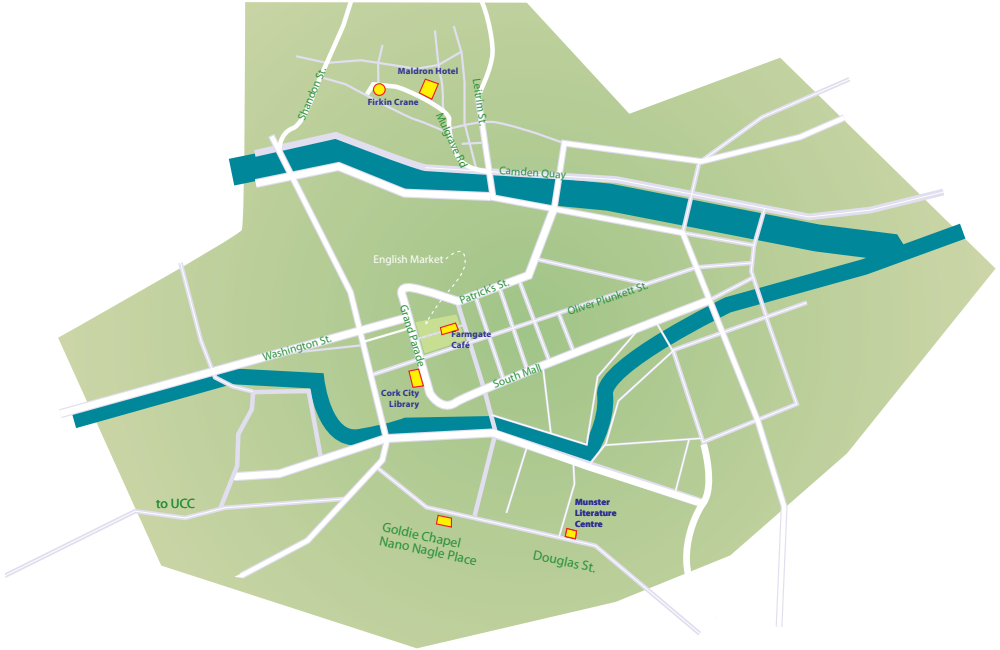 Maldron Hotel
Firkin Crane
Shandon St.
Leitrim St.
Mulgrave Rd
Camden Quay
English Market
Patrick's St.
Oliver Plunkett St.
Grand Parade
Farmgate
Café
Washington St.
South Mall
Cork City
Library
to UCC
Munster
Literature
Centre
Goldie Chapel
Nano Nagle Place
Douglas St.